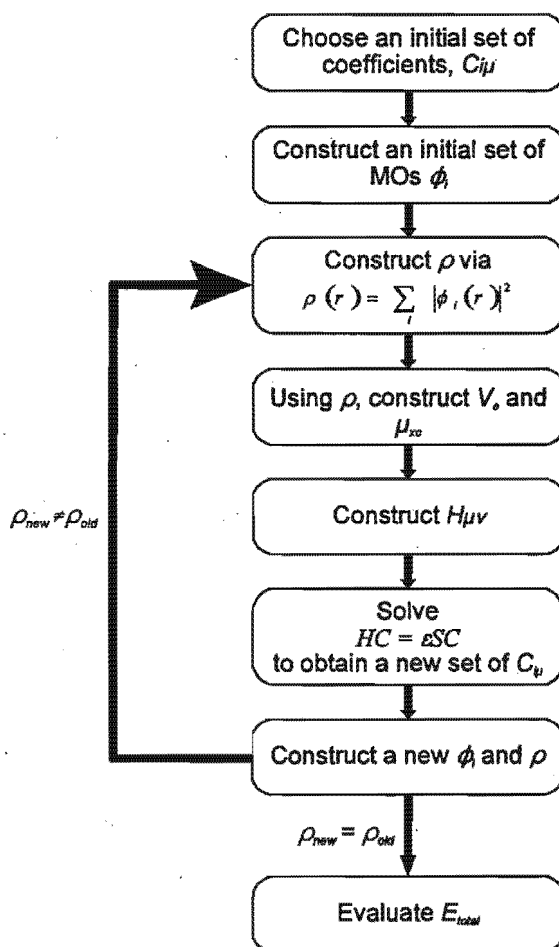 Choose an initial set of
coefficients, Ciμ
Construct an initial set of
MOs ϕi
Construct ρ via
ρ (r) = ∑i |ϕi (r)|²
Using ρ, construct Ve and
μxc
Construct Hμν
ρnew≠ρold
Solve
HC = εSC
to obtain a new set of Ciμ
Construct a new ϕi and ρ
ρnew = ρold
Evaluate Etotal